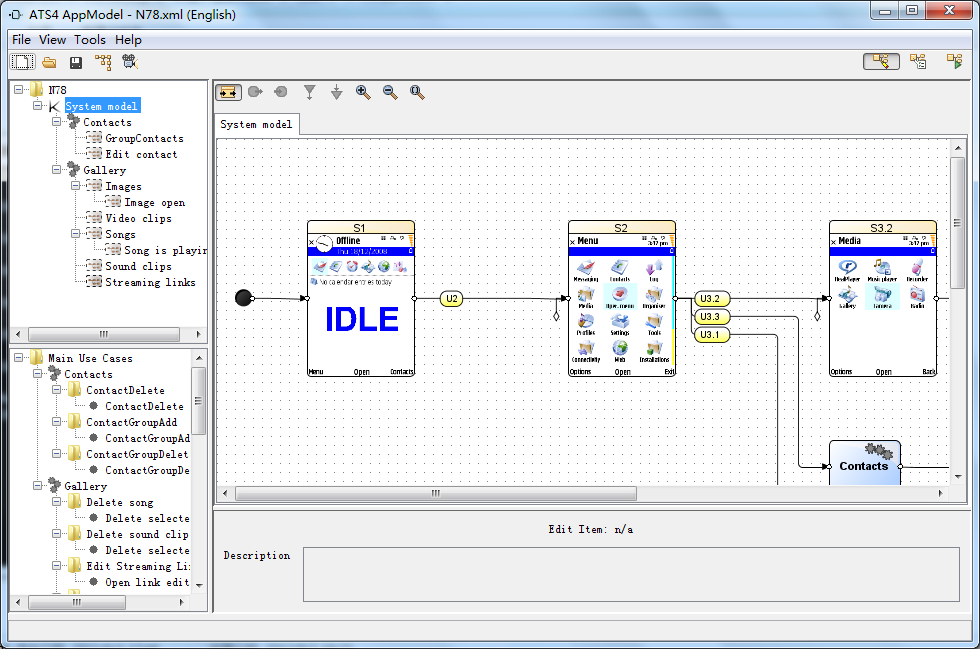 ATS4 AppModel - N78.xml (English)
File View Tools Help
N78
System model
Contacts
GroupContacts
Edit contact
Gallery
Images
Image open
Video clips
Songs
Song is playin
Sound clips
Streaming links
Main Use Cases
Contacts
ContactDelete
ContactDelete
ContactGroupAdd
ContactGroupAd
ContactGroupDelet
ContactGroupDe
Gallery
Delete song
Delete selecte
Delete sound clip
Delete selecte
Edit Streaming Li
Open link edit
System model
S1
Offline
Thu 18/12/2008
No calendar entries today
IDLE
Menu Open Contacts
U2
S2
Menu
3:47 pm
Messaging Contacts Log
Media Oper. menu Organiser
Profiles Settings Tools
Connectivity Web Installations
Options Open Exit
U3.2
U3.3
U3.1
S3.2
Media
3:47 pm
RealPlayer Music player Recorder
Gallery Camera Radio
Options Open Back
Contacts
Edit Item: n/a
Description